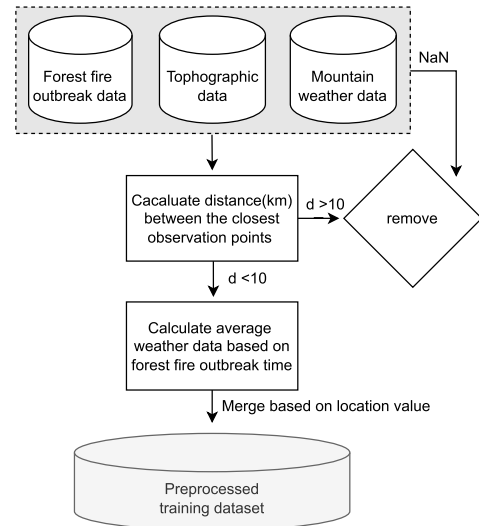 NaN
Forest fire
outbreak data
Tophographic
data
Mountain
weather data
Cacaluate distance(km)
between the closest
observation points
d >10
remove
d <10
Calculate average
weather data based on
forest fire outbreak time
Merge based on location value
Preprocessed
training dataset